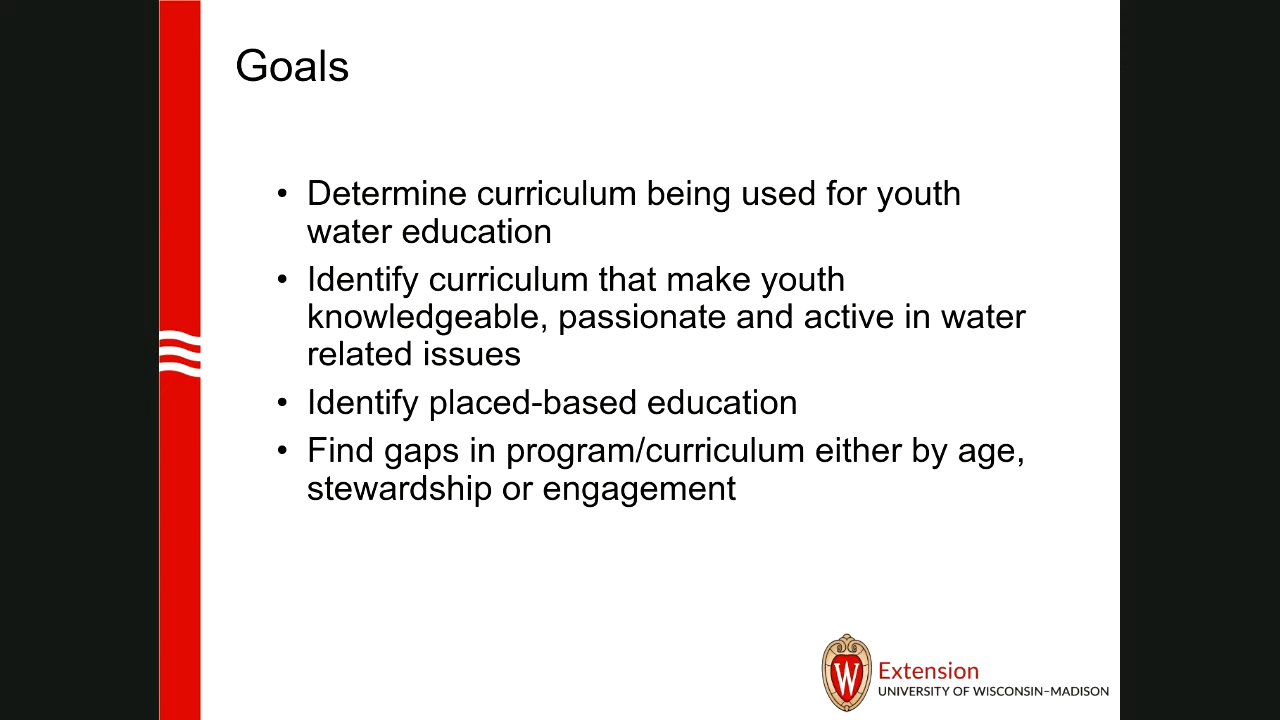 Goals
• Determine curriculum being used for youth
water education
• Identify curriculum that make youth
knowledgeable, passionate and active in water
related issues
• Identify placed-based education
• Find gaps in program/curriculum either by age,
stewardship or engagement
W
Extension
UNIVERSITY OF WISCONSIN–MADISON